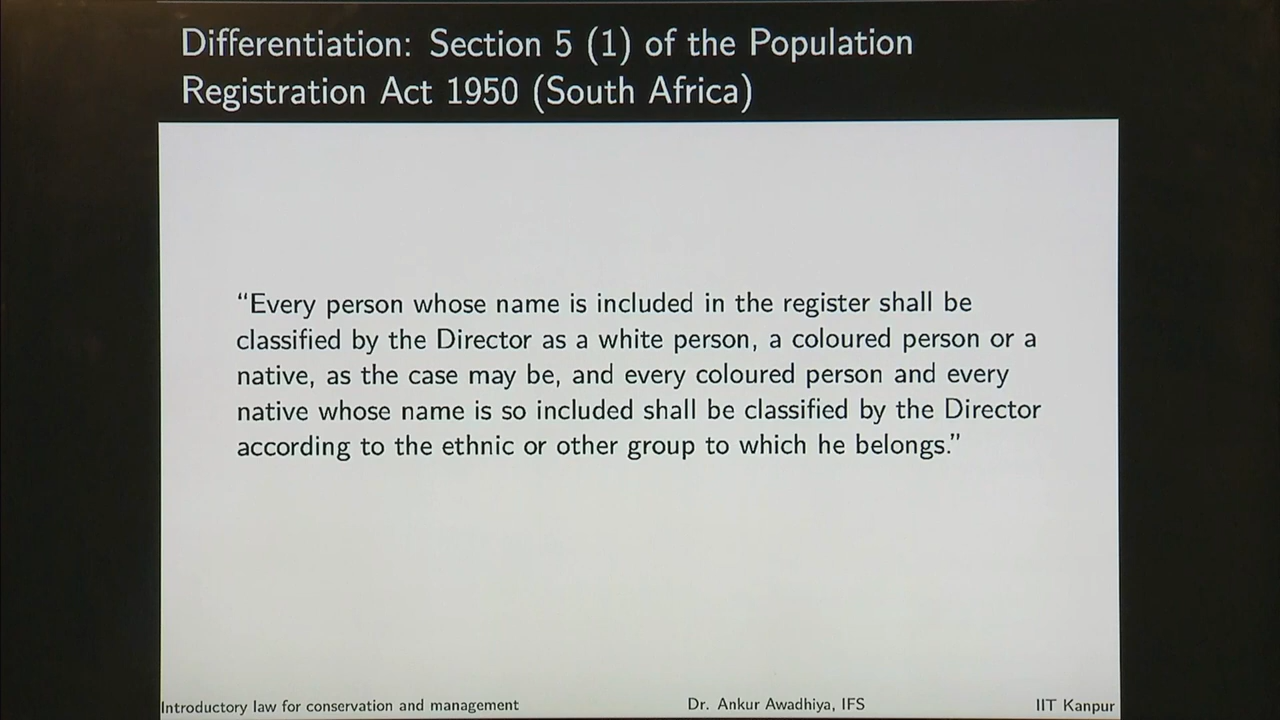 Differentiation: Section 5 (1) of the Population
Registration Act 1950 (South Africa)
“Every person whose name is included in the register shall be
classified by the Director as a white person, a coloured person or a
native, as the case may be, and every coloured person and every
native whose name is so included shall be classified by the Director
according to the ethnic or other group to which he belongs.”
Introductory law for conservation and management Dr. Ankur Awadhiya, IFS IIT Kanpur